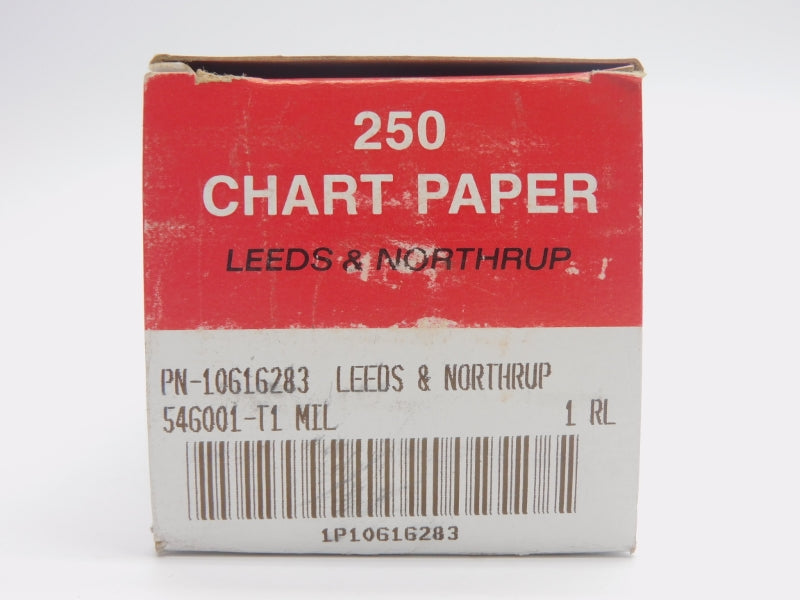 250
CHART PAPER
LEEDS & NORTHRUP
PN-10616283 LEEDS & NORTHRUP
546001-T1 MIL 1 RL
1P10616283